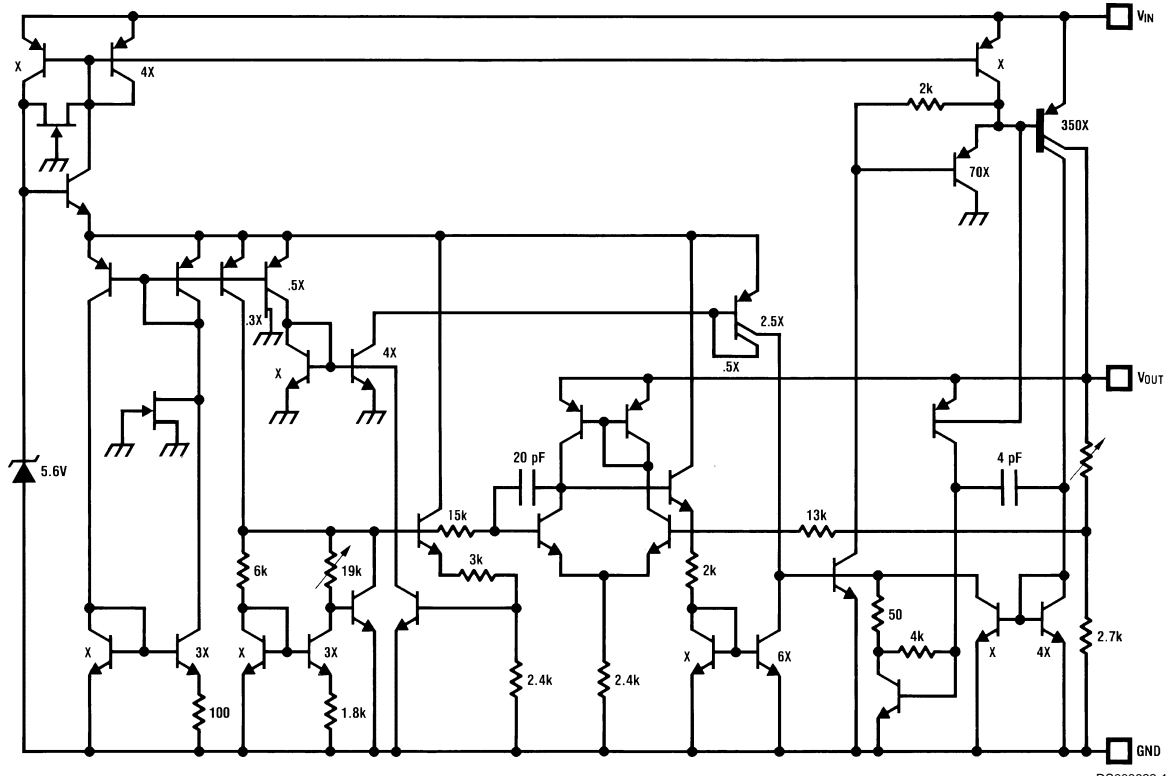 VIN
X
4X
X
2k
350X
70X
.5X
.3X
2.5X
4X
X
.5X
VOUT
5.6V
20 pF
4 pF
15k
13k
3k
6k
19k
2k
50
4k
X
3X
X
3X
X
6X
X
4X
2.7k
100
1.8k
2.4k
2.4k
GND